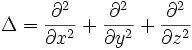 Δ = ∂²/∂x² + ∂²/∂y² + ∂²/∂z²